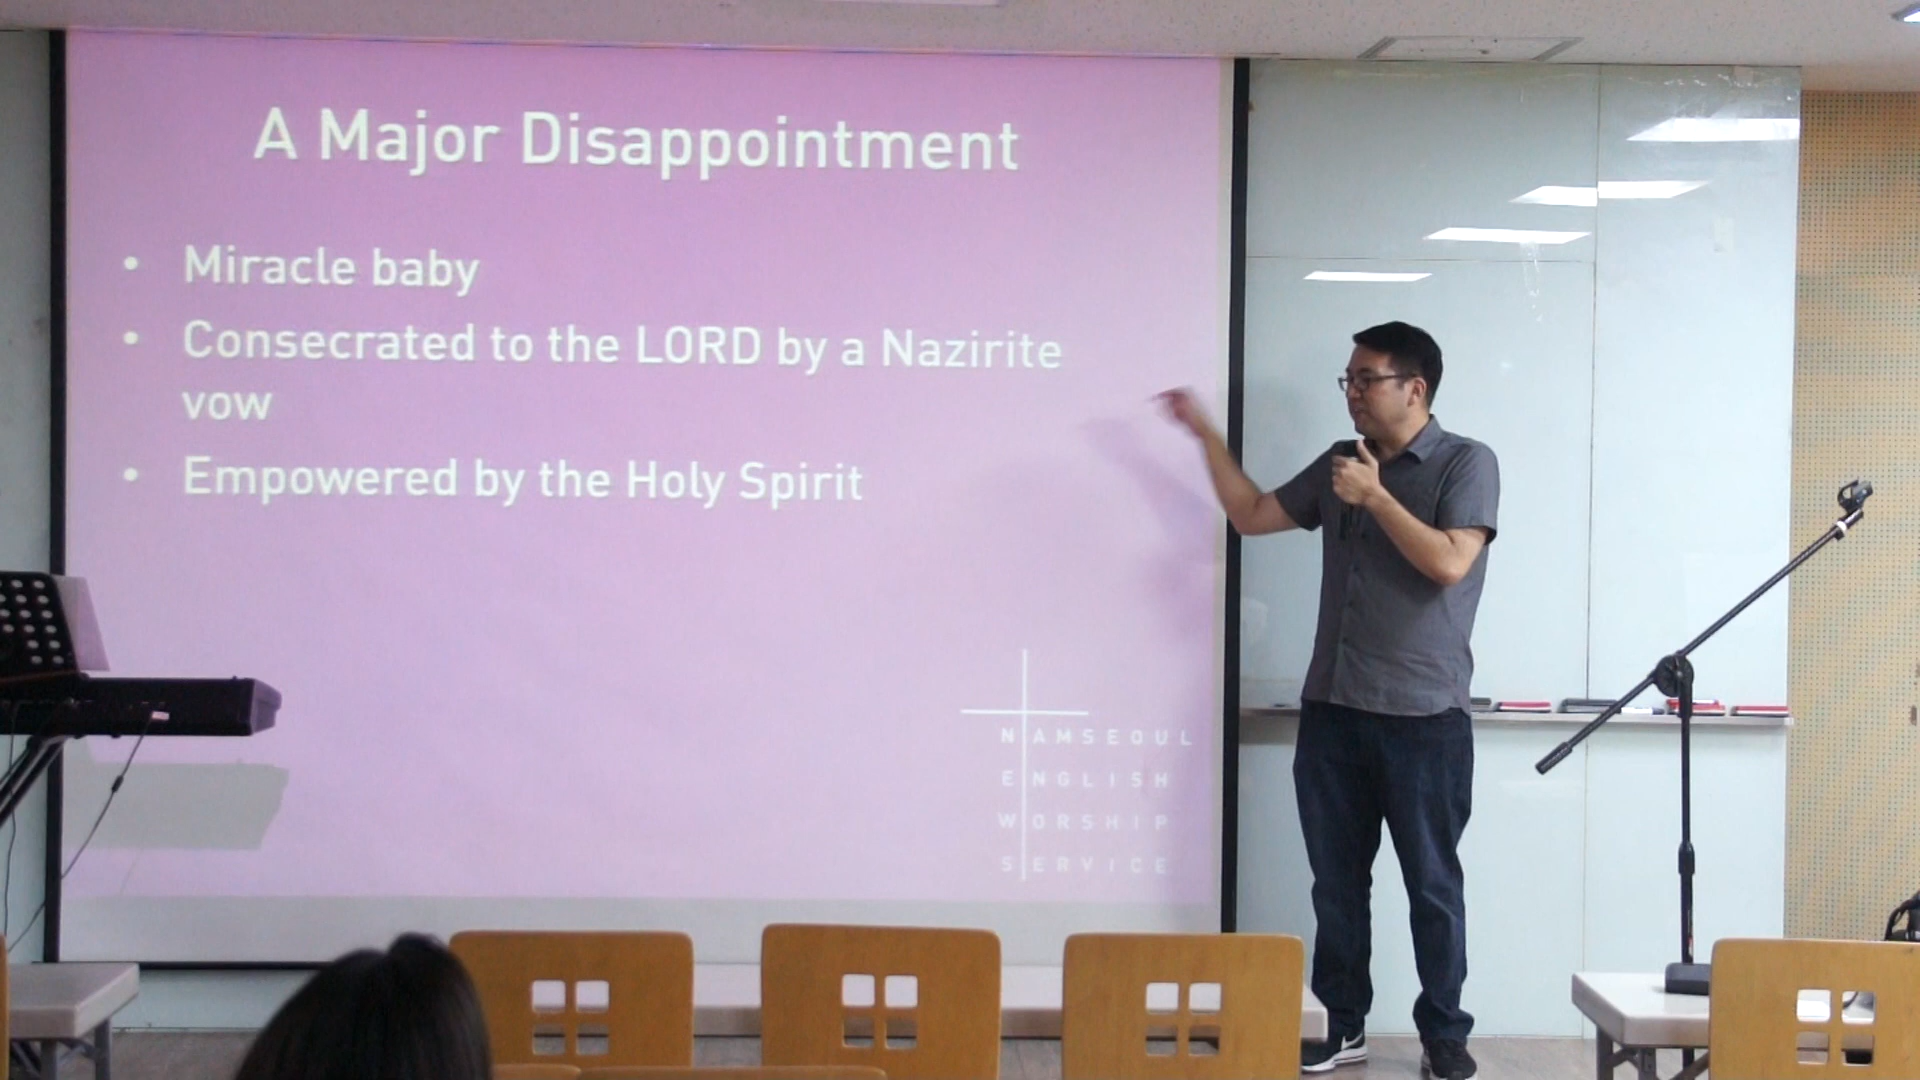 A Major Disappointment
• Miracle baby
• Consecrated to the LORD by a Nazirite
vow
• Empowered by the Holy Spirit
NAMSEOUL
ENGLISH
WORSHIP
SERVICE